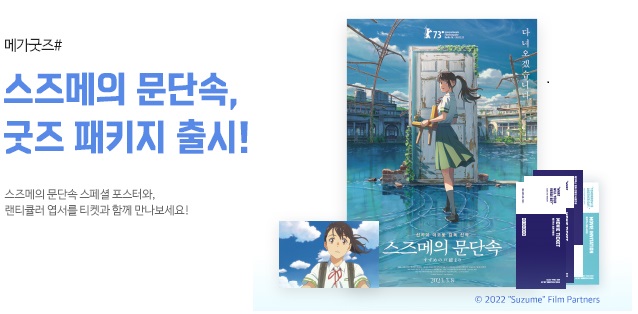 메가굿즈#
스즈메의 문단속,
굿즈 패키지 출시!
스즈메의 문단속 스페셜 포스터와,
랜티큘러 엽서를 티켓과 함께 만나보세요!
73
다녀오겠습니다
스즈메의 문단속
© 2022 "Suzume" Film Partners